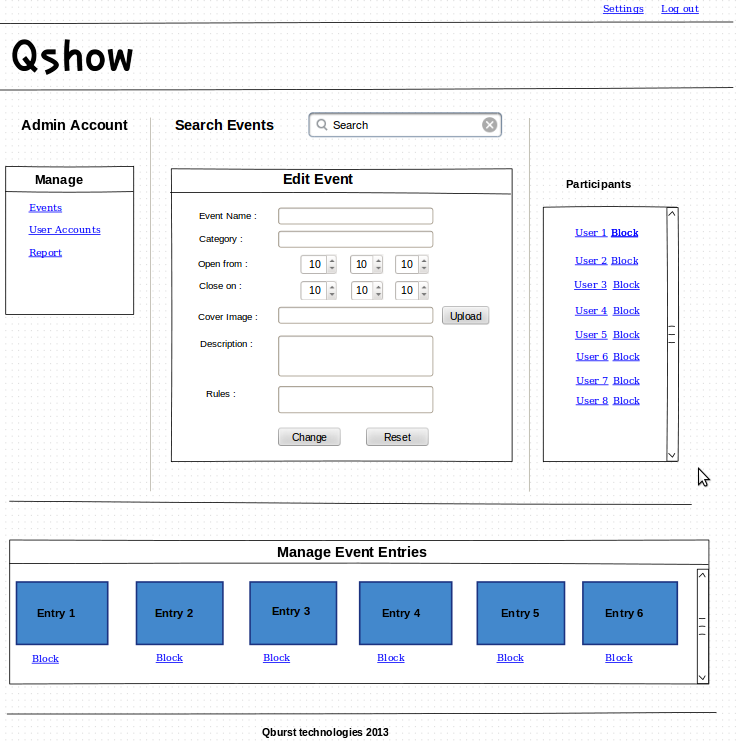 Settings Log out
Qshow
Admin Account Search Events Search
Manage
Events
User Accounts
Report
Edit Event
Event Name :
Category :
Open from : 10 10 10
Close on : 10 10 10
Cover Image : Upload
Description :
Rules :
Change Reset
Participants
User 1 Block
User 2 Block
User 3 Block
User 4 Block
User 5 Block
User 6 Block
User 7 Block
User 8 Block
Manage Event Entries
Entry 1 Entry 2 Entry 3 Entry 4 Entry 5 Entry 6
Block Block Block Block Block Block
Qburst technologies 2013